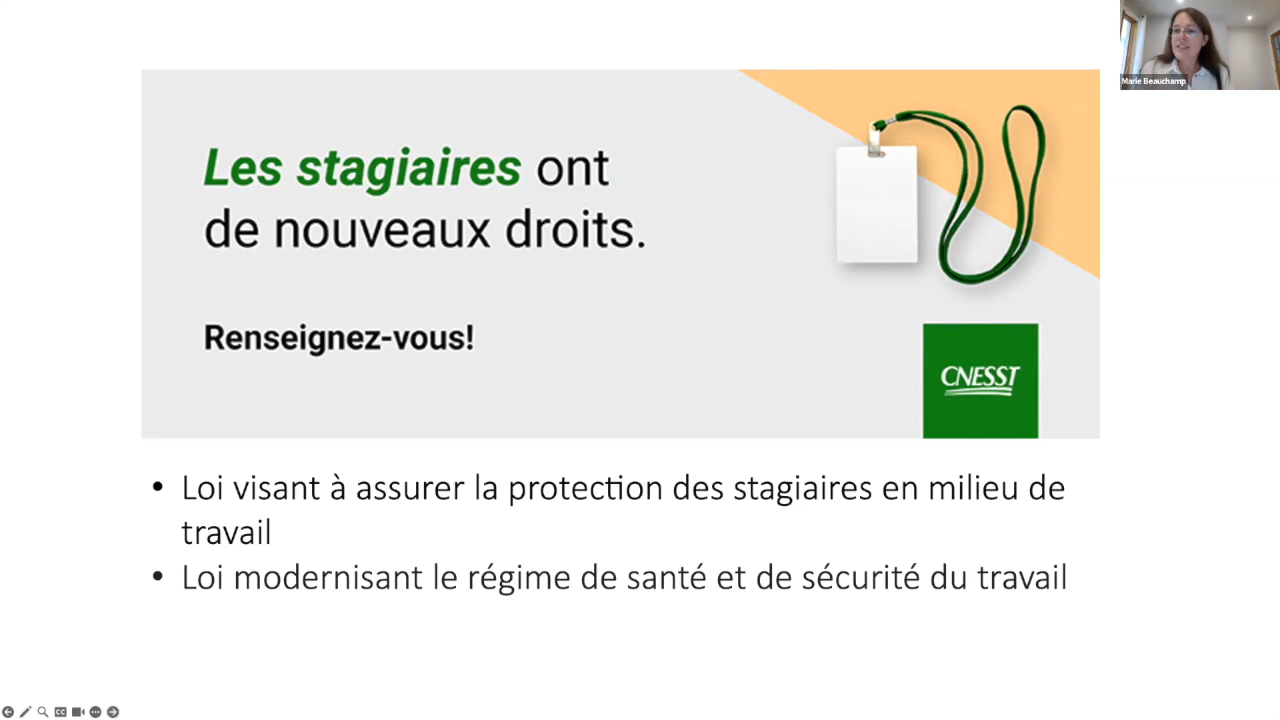 Marie Beauchamp
Les stagiaires ont
de nouveaux droits.
Renseignez-vous!
CNESST
• Loi visant à assurer la protection des stagiaires en milieu de
travail
• Loi modernisant le régime de santé et de sécurité du travail